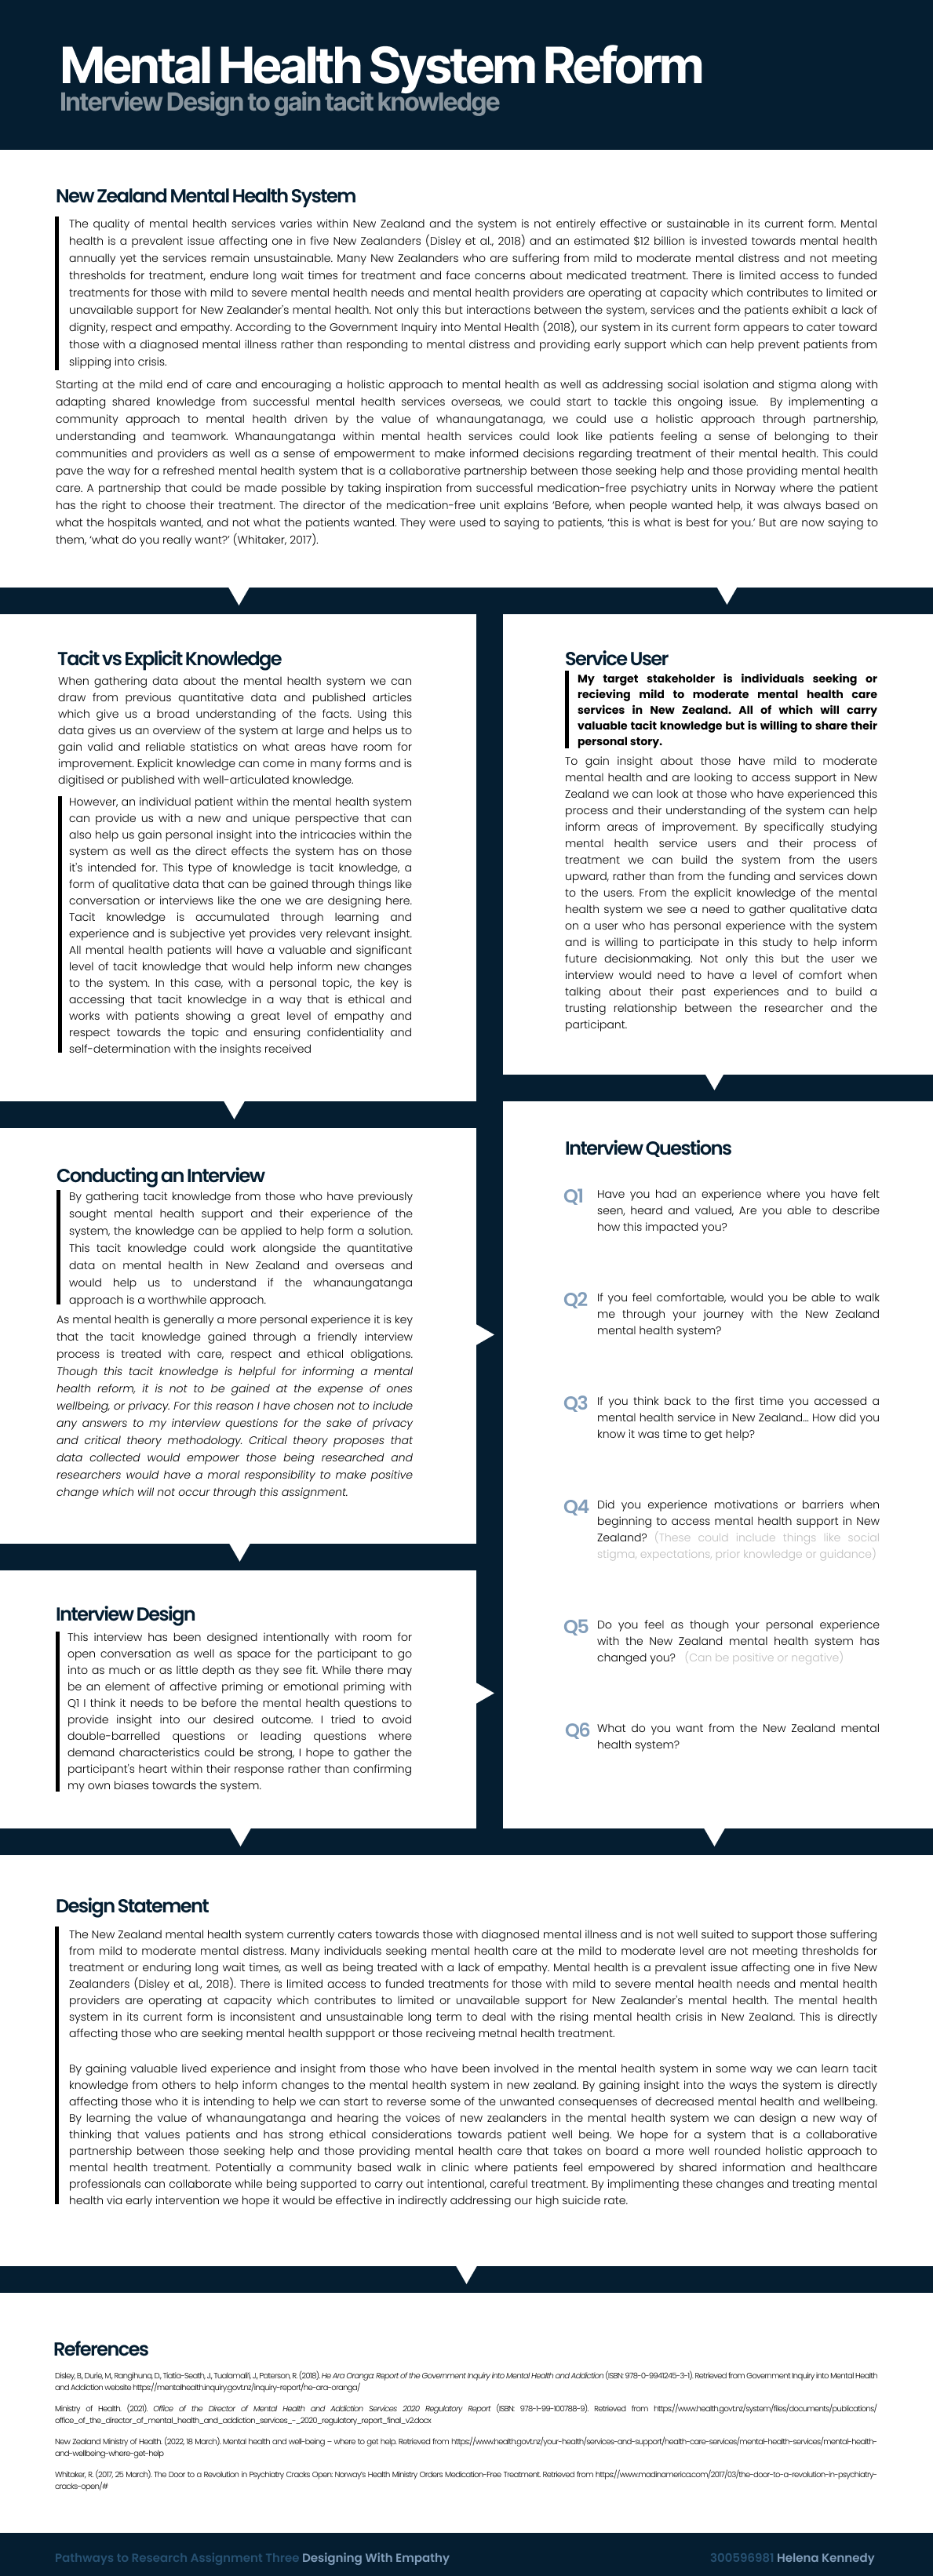 Mental Health System Reform
Interview Design to gain tacit knowledge
New Zealand Mental Health System
The quality of mental health services varies within New Zealand and the system is not entirely effective or sustainable in its current form. Mental
health is a prevalent issue affecting one in five New Zealanders (Disley et al., 2018) and an estimated $12 billion is invested towards mental health
annually yet the services remain unsustainable. Many New Zealanders who are suffering from mild to moderate mental distress and not meeting
thresholds for treatment, endure long wait times for treatment and face concerns about medicated treatment. There is limited access to funded
treatments for those with mild to severe mental health needs and mental health providers are operating at capacity which contributes to limited or
unavailable support for New Zealander's mental health. Not only this but interactions between the system, services and the patients exhibit a lack of
dignity, respect and empathy. According to the Government Inquiry into Mental Health (2018), our system in its current form appears to cater toward
those with a diagnosed mental illness rather than responding to mental distress and providing early support which can help prevent patients from
slipping into crisis.
Starting at the mild end of care and encouraging a holistic approach to mental health as well as addressing social isolation and stigma along with
adapting shared knowledge from successful mental health services overseas, we could start to tackle this ongoing issue.  By implementing a
community approach to mental health driven by the value of whanaungatanaga, we could use a holistic approach through partnership,
understanding and teamwork. Whanaungatanga within mental health services could look like patients feeling a sense of belonging to their
communities and providers as well as a sense of empowerment to make informed decisions regarding treatment of their mental health. This could
pave the way for a refreshed mental health system that is a collaborative partnership between those seeking help and those providing mental health
care. A partnership that could be made possible by taking inspiration from successful medication-free psychiatry units in Norway where the patient
has the right to choose their treatment. The director of the medication-free unit explains ‘Before, when people wanted help, it was always based on
what the hospitals wanted, and not what the patients wanted. They were used to saying to patients, ‘this is what is best for you.’ But are now saying to
them, ‘what do you really want?’ (Whitaker, 2017).
Tacit vs Explicit Knowledge
When gathering data about the mental health system we can
draw from previous quantitative data and published articles
which give us a broad understanding of the facts. Using this
data gives us an overview of the system at large and helps us to
gain valid and reliable statistics on what areas have room for
improvement. Explicit knowledge can come in many forms and is
digitised or published with well-articulated knowledge.
However, an individual patient within the mental health system
can provide us with a new and unique perspective that can
also help us gain personal insight into the intricacies within the
system as well as the direct effects the system has on those
it's intended for. This type of knowledge is tacit knowledge, a
form of qualitative data that can be gained through things like
conversation or interviews like the one we are designing here.
Tacit knowledge is accumulated through learning and
experience and is subjective yet provides very relevant insight.
All mental health patients will have a valuable and significant
level of tacit knowledge that would help inform new changes
to the system. In this case, with a personal topic, the key is
accessing that tacit knowledge in a way that is ethical and
works with patients showing a great level of empathy and
respect towards the topic and ensuring confidentiality and
self-determination with the insights received
Service User
My target stakeholder is individuals seeking or
recieving mild to moderate mental health care
services in New Zealand. All of which will carry
valuable tacit knowledge but is willing to share their
personal story.
To gain insight about those have mild to moderate
mental health and are looking to access support in New
Zealand we can look at those who have experienced this
process and their understanding of the system can help
inform areas of improvement. By specifically studying
mental health service users and their process of
treatment we can build the system from the users
upward, rather than from the funding and services down
to the users. From the explicit knowledge of the mental
health system we see a need to gather qualitative data
on a user who has personal experience with the system
and is willing to participate in this study to help inform
future decisionmaking. Not only this but the user we
interview would need to have a level of comfort when
talking about their past experiences and to build a
trusting relationship between the researcher and the
participant.
Conducting an Interview
By gathering tacit knowledge from those who have previously
sought mental health support and their experience of the
system, the knowledge can be applied to help form a solution.
This tacit knowledge could work alongside the quantitative
data on mental health in New Zealand and overseas and
would help us to understand if the whanaungatanga
approach is a worthwhile approach.
As mental health is generally a more personal experience it is key
that the tacit knowledge gained through a friendly interview
process is treated with care, respect and ethical obligations.
Though this tacit knowledge is helpful for informing a mental
health reform, it is not to be gained at the expense of ones
wellbeing, or privacy. For this reason I have chosen not to include
any answers to my interview questions for the sake of privacy
and critical theory methodology. Critical theory proposes that
data collected would empower those being researched and
researchers would have a moral responsibility to make positive
change which will not occur through this assignment.
Interview Design
This interview has been designed intentionally with room for
open conversation as well as space for the participant to go
into as much or as little depth as they see fit. While there may
be an element of affective priming or emotional priming with
Q1 I think it needs to be before the mental health questions to
provide insight into our desired outcome. I tried to avoid
double-barrelled questions or leading questions where
demand characteristics could be strong, I hope to gather the
participant's heart within their response rather than confirming
my own biases towards the system.
Interview Questions
Q1 Have you had an experience where you have felt
seen, heard and valued, Are you able to describe
how this impacted you?
Q2 If you feel comfortable, would you be able to walk
me through your journey with the New Zealand
mental health system?
Q3 If you think back to the first time you accessed a
mental health service in New Zealand... How did you
know it was time to get help?
Q4 Did you experience motivations or barriers when
beginning to access mental health support in New
Zealand? (These could include things like social
stigma, expectations, prior knowledge or guidance)
Q5 Do you feel as though your personal experience
with the New Zealand mental health system has
changed you? (Can be positive or negative)
Q6 What do you want from the New Zealand mental
health system?
Design Statement
The New Zealand mental health system currently caters towards those with diagnosed mental illness and is not well suited to support those suffering
from mild to moderate mental distress. Many individuals seeking mental health care at the mild to moderate level are not meeting thresholds for
treatment or enduring long wait times, as well as being treated with a lack of empathy. Mental health is a prevalent issue affecting one in five New
Zealanders (Disley et al., 2018). There is limited access to funded treatments for those with mild to severe mental health needs and mental health
providers are operating at capacity which contributes to limited or unavailable support for New Zealander's mental health. The mental health
system in its current form is inconsistent and unsustainable long term to deal with the rising mental health crisis in New Zealand. This is directly
affecting those who are seeking mental health suppport or those reciveing metnal health treatment.
By gaining valuable lived experience and insight from those who have been involved in the mental health system in some way we can learn tacit
knowledge from others to help inform changes to the mental health system in new zealand. By gaining insight into the ways the system is directly
affecting those who it is intending to help we can start to reverse some of the unwanted consequences of decreased mental health and wellbeing.
By learning the value of whanaungatanga and hearing the voices of new zealanders in the mental health system we can design a new way of
thinking that values patients and has strong ethical considerations towards patient well being. We hope for a system that is a collaborative
partnership between those seeking help and those providing mental health care that takes on board a more well rounded holistic approach to
mental health treatment. Potentially a community based walk in clinic where patients feel empowered by shared information and healthcare
professionals can collaborate while being supported to carry out intentional, careful treatment. By implimenting these changes and treating mental
health via early intervention we hope it would be effective in indirectly addressing our high suicide rate.
References
Disley, B., Durie, M., Rangihuna, D., Tiatia-Seath, J., Tualamali'i, J., Paterson, R. (2018). He Ara Oranga: Report of the Government Inquiry into Mental Health and Addiction (ISBN: 978-0-9941245-3-1). Retrieved from Government Inquiry into Mental Health
and Addiction website https://mentalhealth.inquiry.govt.nz/inquiry-report/he-ara-oranga/
Ministry of Health. (2021). Office of the Director of Mental Health and Addiction Services 2020 Regulatory Report (ISBN: 978-1-99-100788-9). Retrieved from https://www.health.govt.nz/system/files/documents/publications/
office_of_the_director_of_mental_health_and_addiction_services_-_2020_regulatory_report_final_v2.docx
New Zealand Ministry of Health. (2022, 18 March). Mental health and well-being – where to get help. Retrieved from https://www.health.govt.nz/your-health/services-and-support/health-care-services/mental-health-services/mental-health-
and-wellbeing-where-get-help
Whitaker, R. (2017, 25 March). The Door to a Revolution in Psychiatry Cracks Open: Norway's Health Ministry Orders Medication-Free Treatment. Retrieved from https://www.madinamerica.com/2017/03/the-door-to-a-revolution-in-psychiatry-
cracks-open/#
Pathways to Research Assignment Three Designing With Empathy
300596981 Helena Kennedy